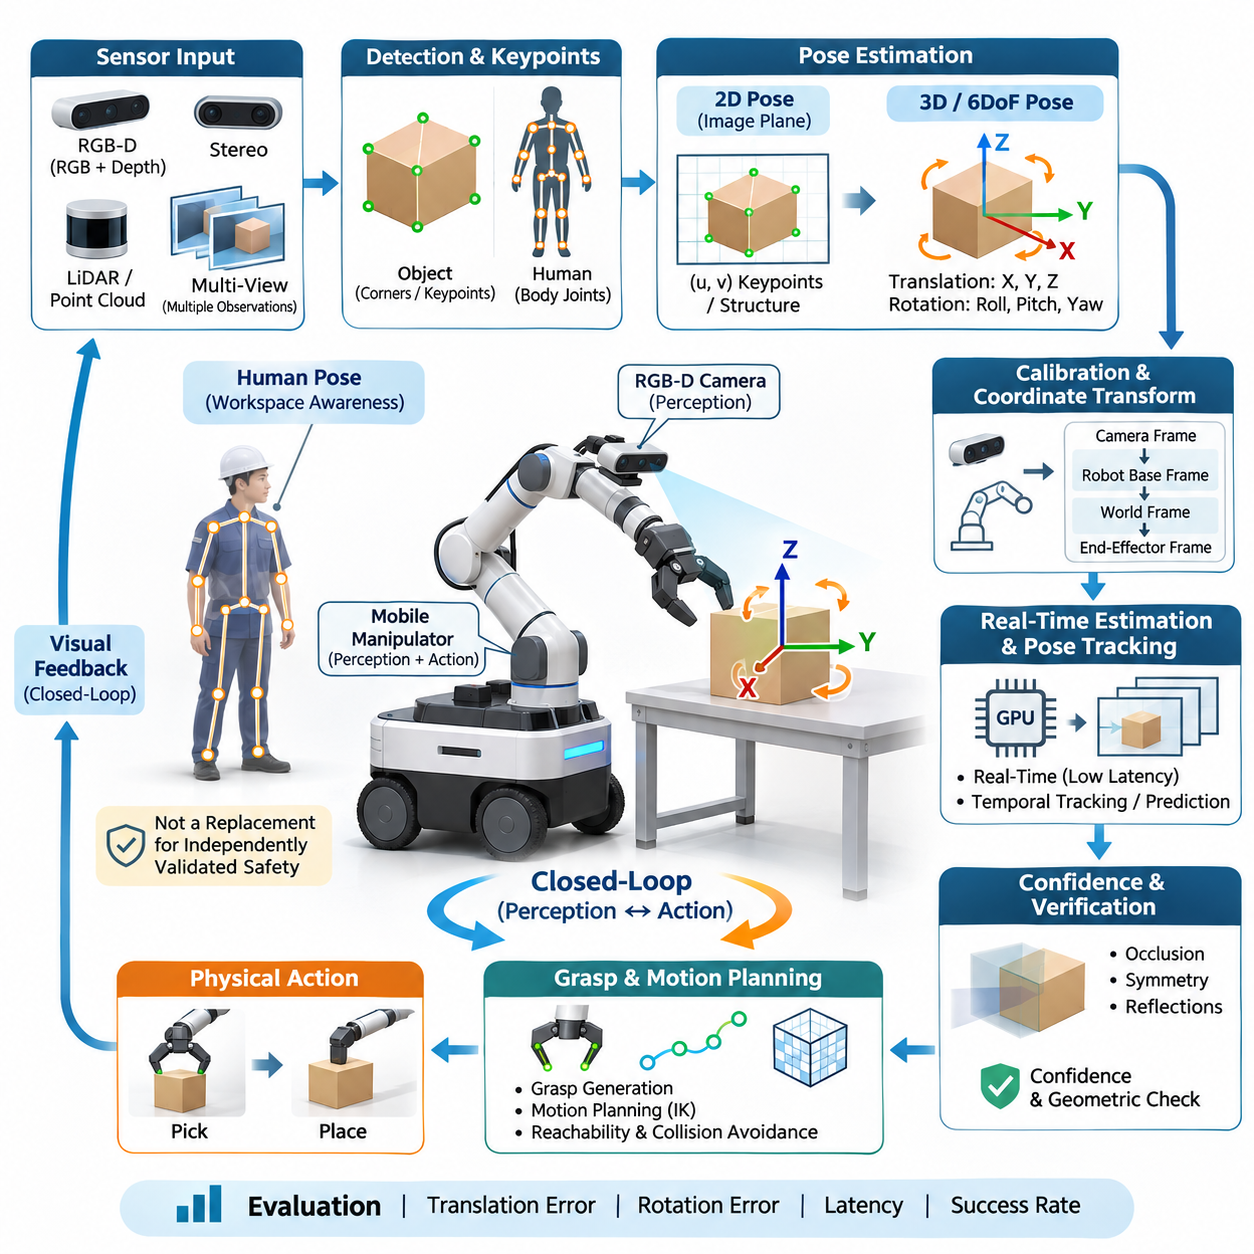 Sensor Input
RGB-D
(RGB + Depth)
Stereo
LiDAR /
Point Cloud
Multi-View
(Multiple Observations)
Detection & Keypoints
Object
(Corners / Keypoints)
Human
(Body Joints)
Pose Estimation
2D Pose
(Image Plane)
(u, v) Keypoints
/ Structure
3D / 6DoF Pose
Z
Y
X
Translation: X, Y, Z
Rotation: Roll, Pitch, Yaw
Calibration &
Coordinate Transform
Camera Frame
Robot Base Frame
World Frame
End-Effector Frame
Human Pose
(Workspace Awareness)
RGB-D Camera
(Perception)
Mobile
Manipulator
(Perception + Action)
Z
Y
X
Visual
Feedback
(Closed-Loop)
Real-Time Estimation
& Pose Tracking
GPU
• Real-Time (Low Latency)
• Temporal Tracking / Prediction
Not a Replacement
for Independently
Validated Safety
Closed-Loop
(Perception ↔ Action)
Confidence &
Verification
• Occlusion
• Symmetry
• Reflections
Confidence
& Geometric Check
Grasp & Motion Planning
• Grasp Generation
• Motion Planning (IK)
• Reachability & Collision Avoidance
Physical Action
Pick
Place
Evaluation | Translation Error | Rotation Error | Latency | Success Rate